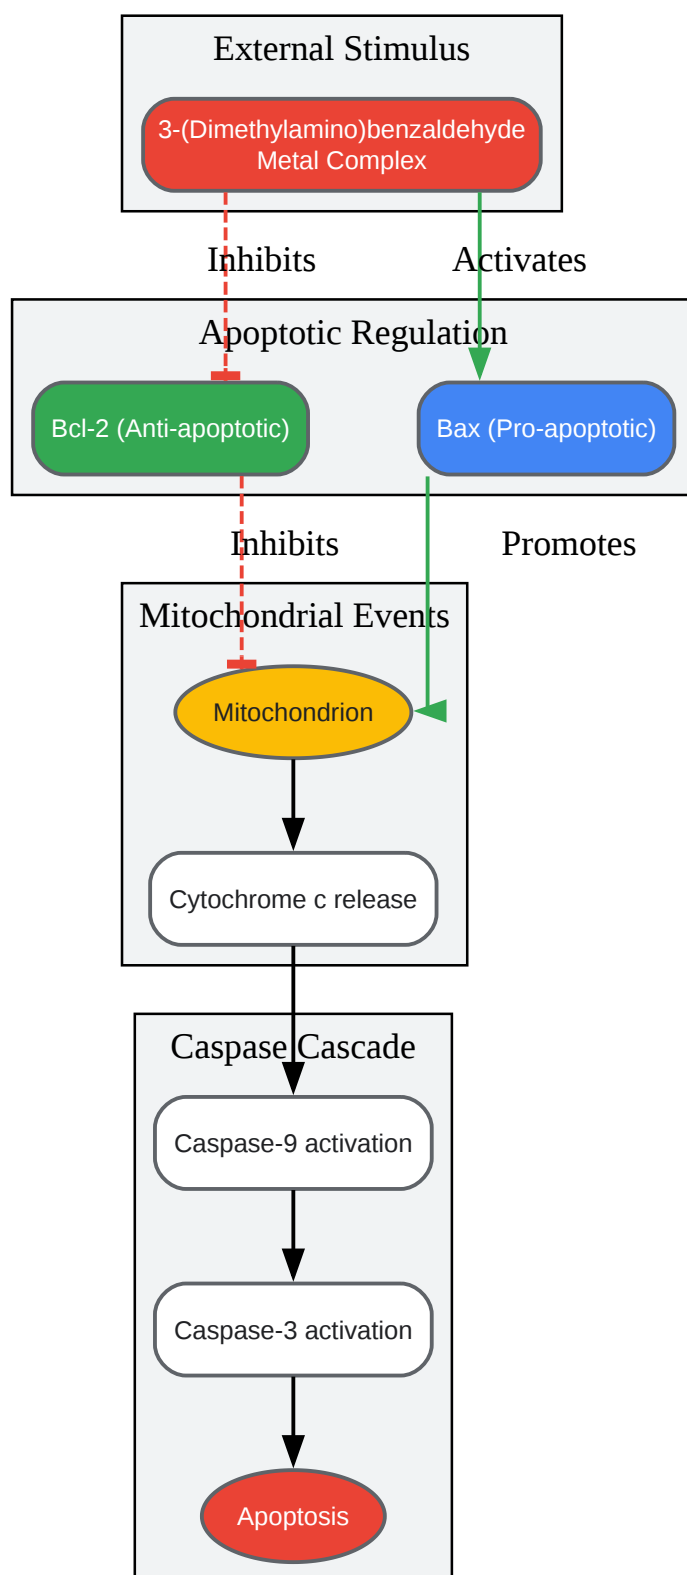 External Stimulus
3-(Dimethylamino)benzaldehyde
Metal Complex
Inhibits
Activates
Apoptotic Regulation
Bcl-2 (Anti-apoptotic)
Bax (Pro-apoptotic)
Inhibits
Promotes
Mitochondrial Events
Mitochondrion
Cytochrome c release
Caspase Cascade
Caspase-9 activation
Caspase-3 activation
Apoptosis